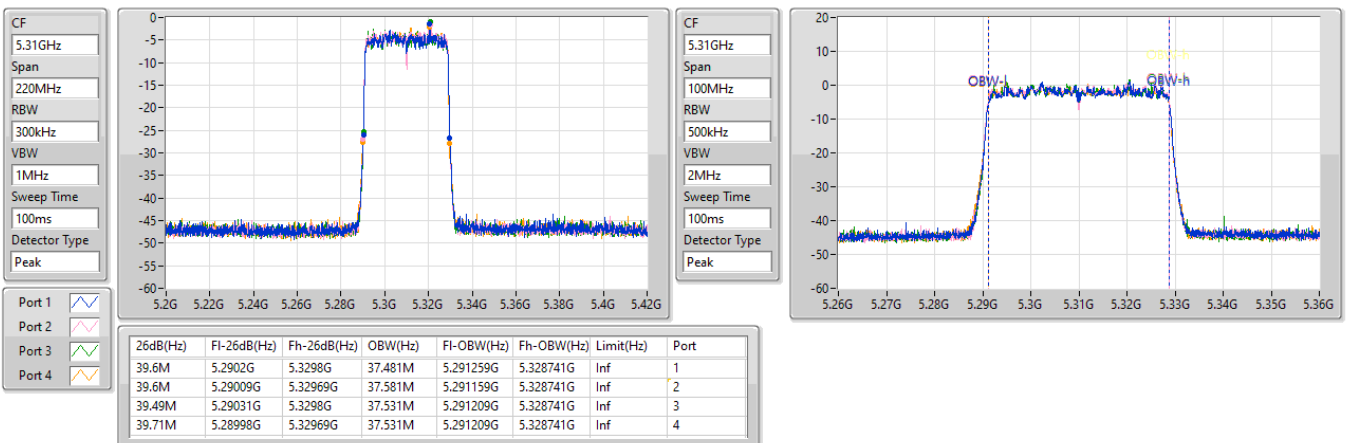 CF
5.31GHz
Span
220MHz
RBW
300kHz
VBW
1MHz
Sweep Time
100ms
Detector Type
Peak
0
-5
-10
-15
-20
-25
-30
-35
-40
-45
-50
-55
-60
5.2G 5.22G 5.24G 5.26G 5.28G 5.3G 5.32G 5.34G 5.36G 5.38G 5.4G 5.42G
CF
5.31GHz
Span
100MHz
RBW
500kHz
VBW
2MHz
Sweep Time
100ms
Detector Type
Peak
20
10
0
-10
-20
-30
-40
-50
-60
OBW-h
OBW- OBW-h
5.26G 5.27G 5.28G 5.29G 5.3G 5.31G 5.32G 5.33G 5.34G 5.35G 5.36G
Port 1
Port 2
Port 3
Port 4
26dB(Hz) Fl-26dB(Hz) Fh-26dB(Hz) OBW(Hz) Fl-OBW(Hz) Fh-OBW(Hz) Limit(Hz) Port
39.6M 5.2902G 5.3298G 37.481M 5.291259G 5.328741G Inf 1
39.6M 5.29009G 5.32969G 37.581M 5.291159G 5.328741G Inf 2
39.49M 5.29031G 5.3298G 37.531M 5.291209G 5.328741G Inf 3
39.71M 5.28998G 5.32969G 37.531M 5.291209G 5.328741G Inf 4